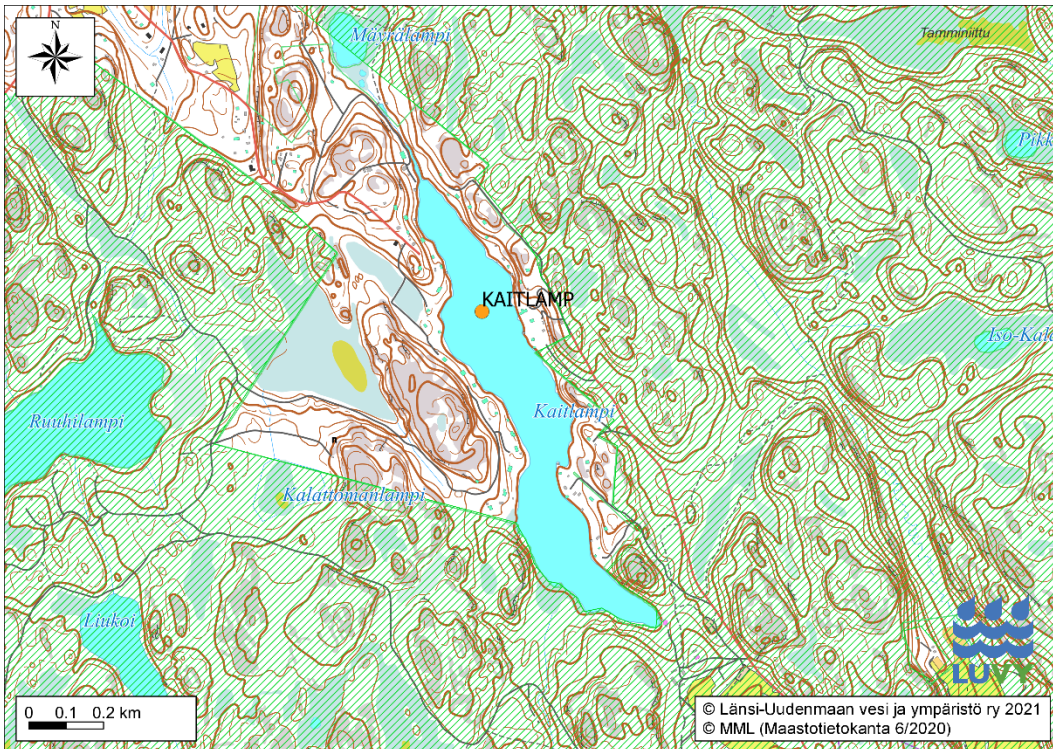 N
Mäyrälampi
Tamminiittu
Pikk
KAITLAMP
Iso-Kal
Kaitlampi
Ruuhilampi
Kalattomanlampi
Liukoi
LUVY
0 0.1 0.2 km
© Länsi-Uudenmaan vesi ja ympäristö ry 2021
© MML (Maastotietokanta 6/2020)